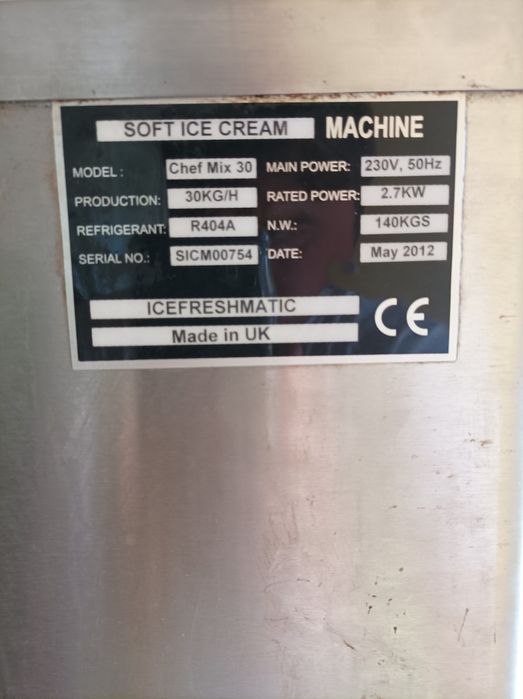 SOFT ICE CREAM MACHINE
MODEL : Chef Mix 30 MAIN POWER: 230V, 50Hz
PRODUCTION: 30KG/H RATED POWER: 2.7KW
REFRIGERANT: R404A N.W.: 140KGS
SERIAL NO.: SICM00754 DATE: May 2012
ICEFRESHMATIC
Made in UK
CE